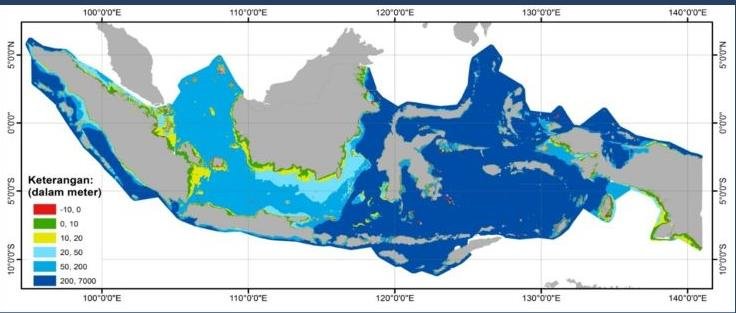 100°0'0"E 110°0'0"E 120°0'0"E 130°0'0"E 140°0'0"E
5°0'0"N 5°0'0"N
0°0'0" 0°0'0"
5°0'0"S 5°0'0"S
10°0'0"S 10°0'0"S
Keterangan:
(dalam meter)
-10, 0
0, 10
10, 20
20, 50
50, 200
200, 7000
100°0'0"E 110°0'0"E 120°0'0"E 130°0'0"E 140°0'0"E